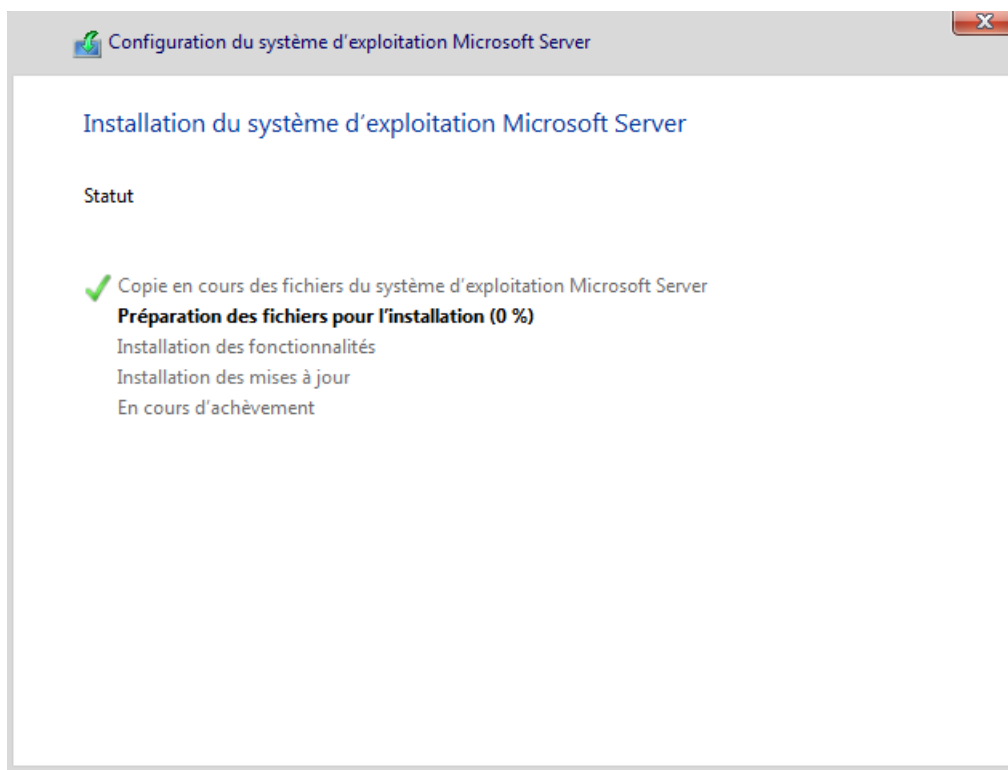 Configuration du système d'exploitation Microsoft Server
Installation du système d'exploitation Microsoft Server
Statut
Copie en cours des fichiers du système d'exploitation Microsoft Server
Préparation des fichiers pour l'installation (0 %)
Installation des fonctionnalités
Installation des mises à jour
En cours d'achèvement